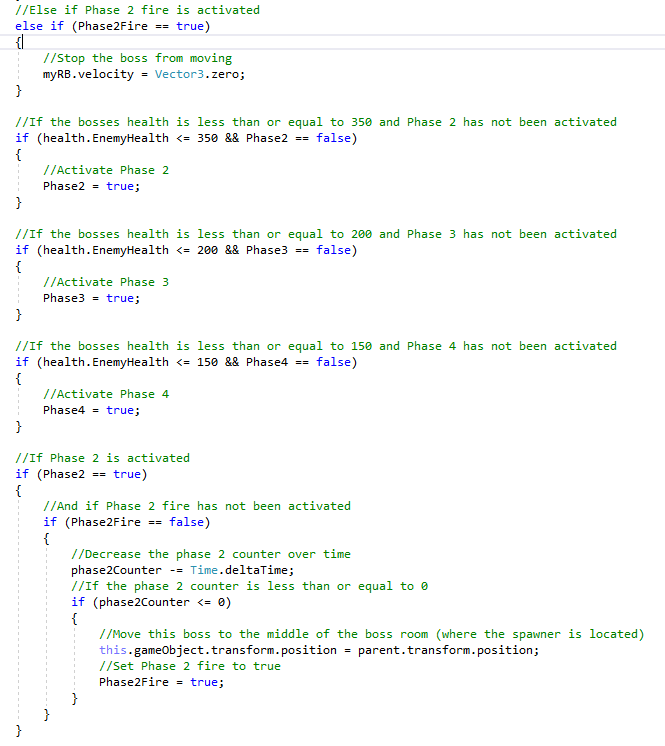 //Else if Phase 2 fire is activated
else if (Phase2Fire == true)
{
//Stop the boss from moving
myRB.velocity = Vector3.zero;
}
//If the bosses health is less than or equal to 350 and Phase 2 has not been activated
if (health.EnemyHealth <= 350 && Phase2 == false)
{
//Activate Phase 2
Phase2 = true;
}
//If the bosses health is less than or equal to 200 and Phase 3 has not been activated
if (health.EnemyHealth <= 200 && Phase3 == false)
{
//Activate Phase 3
Phase3 = true;
}
//If the bosses health is less than or equal to 150 and Phase 4 has not been activated
if (health.EnemyHealth <= 150 && Phase4 == false)
{
//Activate Phase 4
Phase4 = true;
}
//If Phase 2 is activated
if (Phase2 == true)
{
//And if Phase 2 fire has not been activated
if (Phase2Fire == false)
{
//Decrease the phase 2 counter over time
phase2Counter -= Time.deltaTime;
//If the phase 2 counter is less than or equal to 0
if (phase2Counter <= 0)
{
//Move this boss to the middle of the boss room (where the spawner is located)
this.gameObject.transform.position = parent.transform.position;
//Set Phase 2 fire to true
Phase2Fire = true;
}
}
}